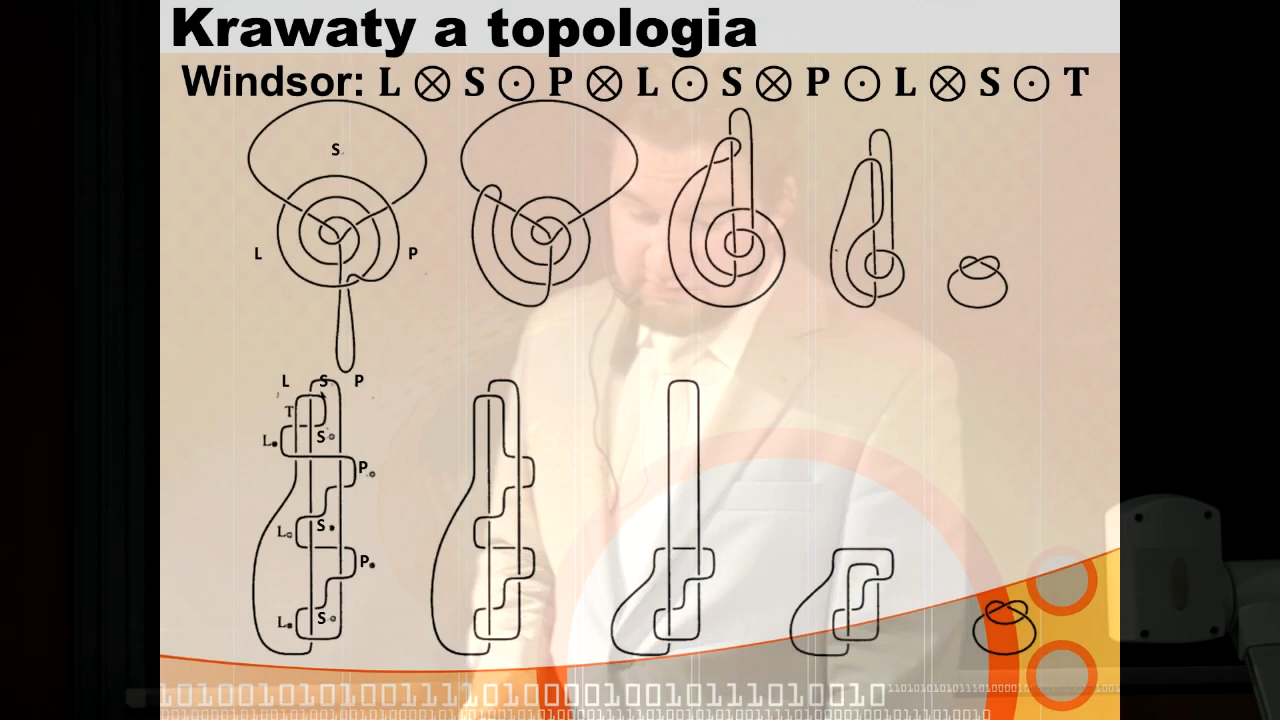 Krawaty a topologia
Windsor: L ⊗ S ⊙ P ⊗ L ⊙ S ⊗ P ⊙ L ⊗ S ⊙ T
S
L P
L S P
T
L● S○
P○
L○ S●
P●
L● S○